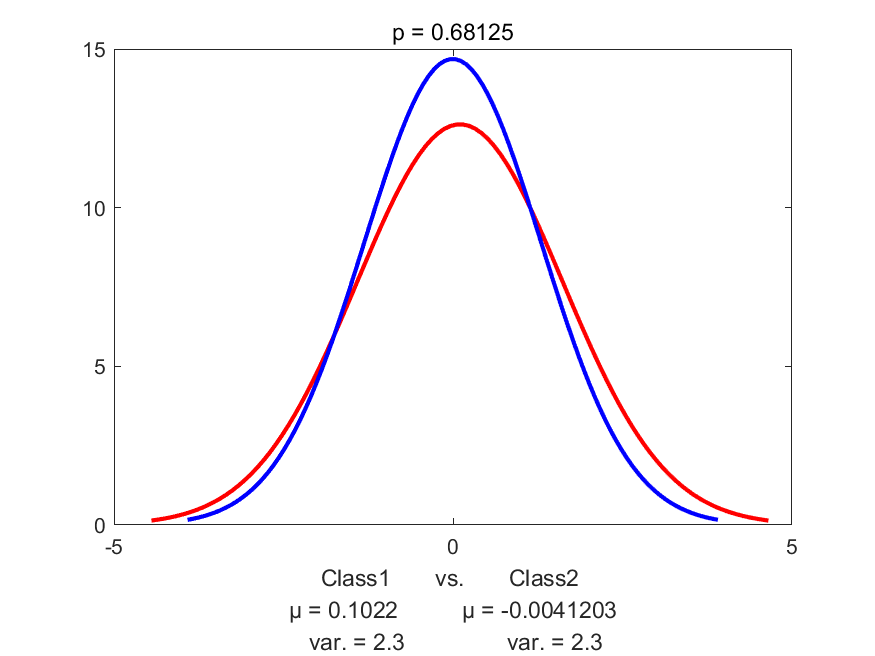 p = 0.68125
15
10
5
0
-5 0 5
Class1 vs. Class2
μ = 0.1022 μ = -0.0041203
var. = 2.3 var. = 2.3